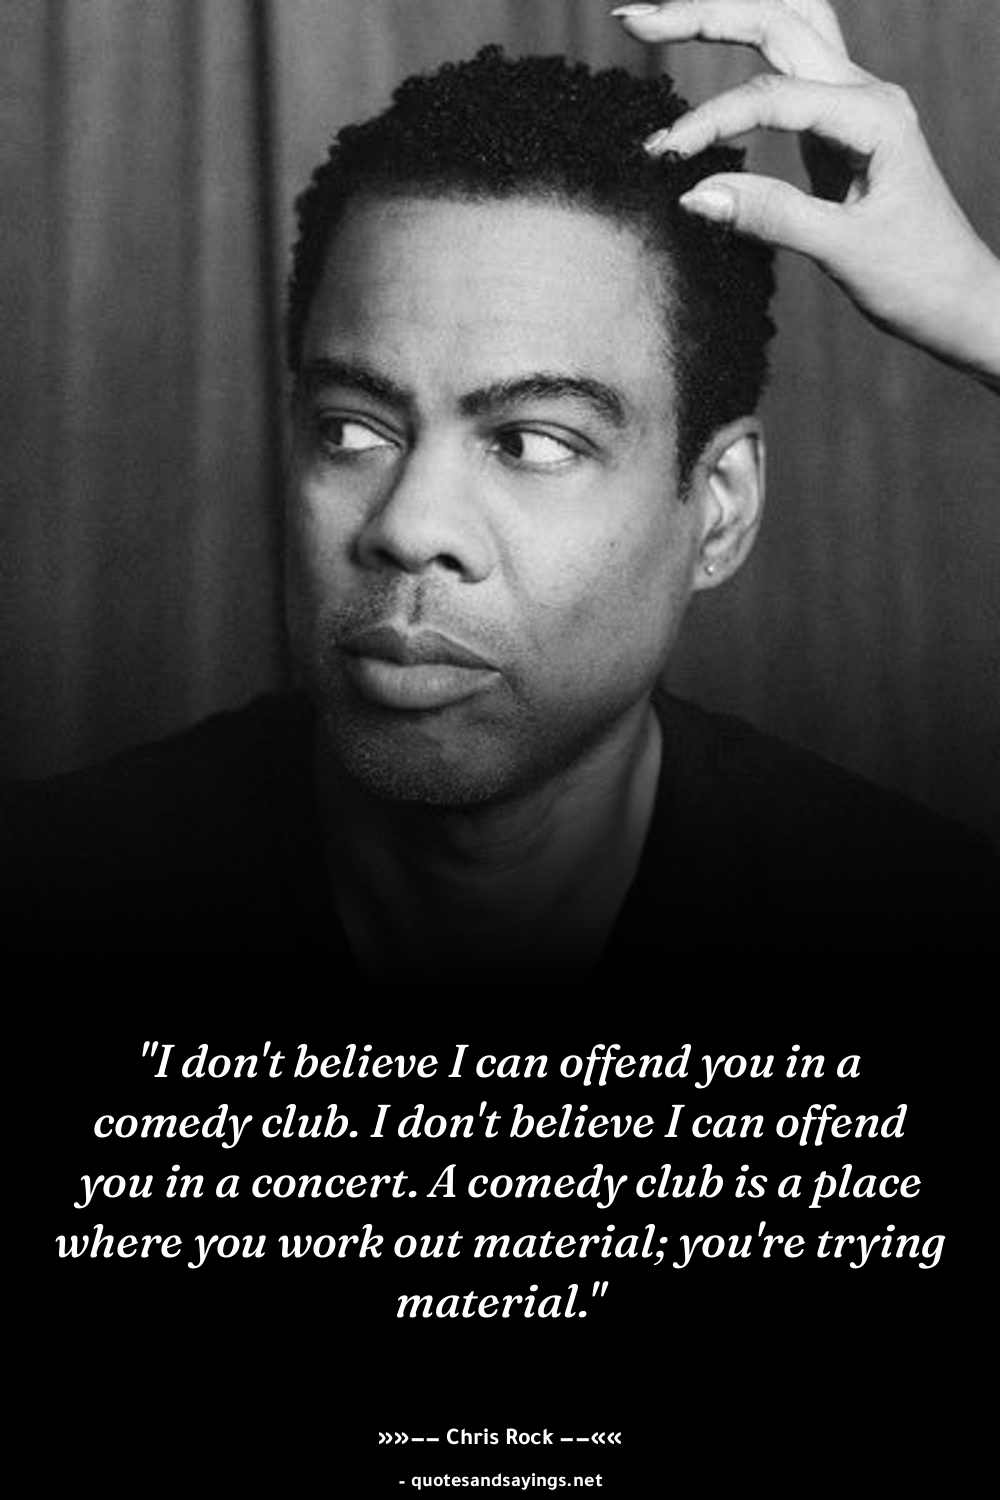 "I don't believe I can offend you in a
comedy club. I don't believe I can offend
you in a concert. A comedy club is a place
where you work out material; you're trying
material."
»»−− Chris Rock −−««
- quotesandsayings.net